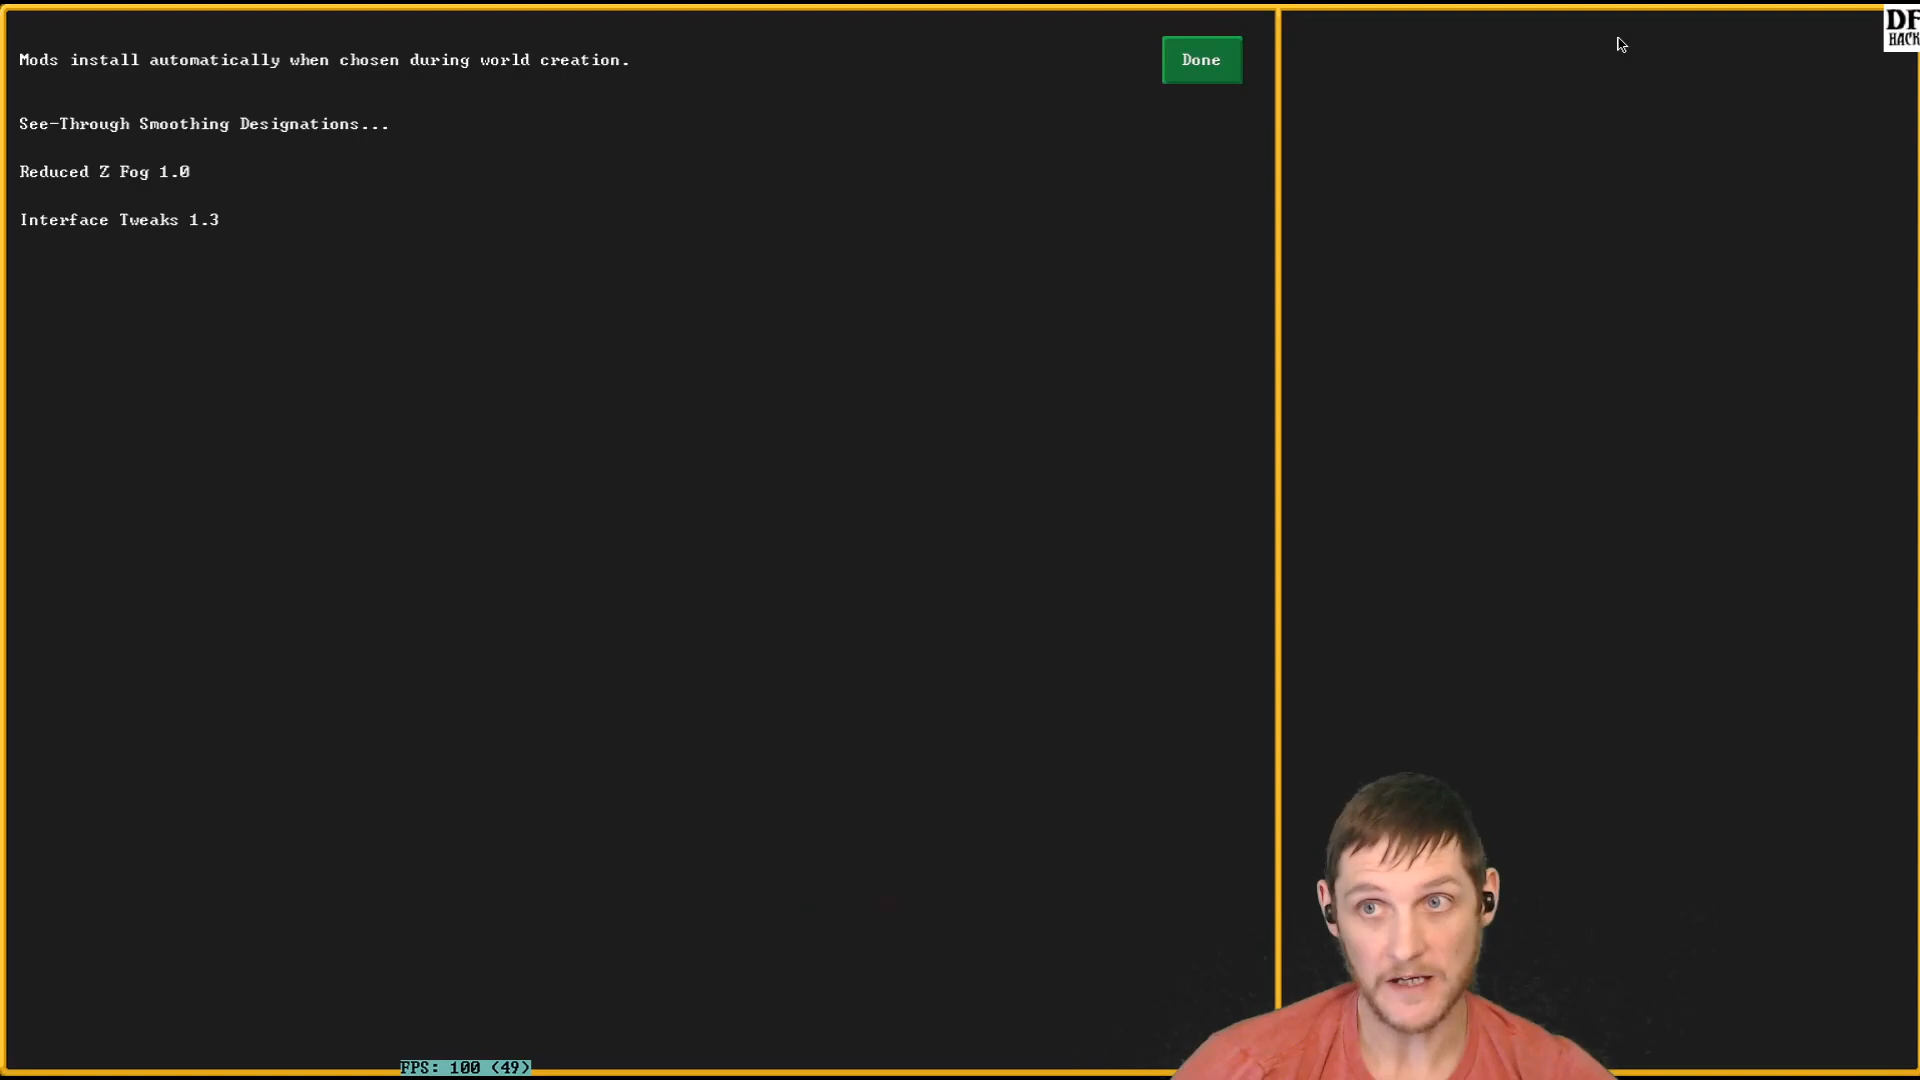 Mods install automatically when chosen during world creation.
Done
DF
HACK
See-Through Smoothing Designations...
Reduced Z Fog 1.0
Interface Tweaks 1.3
FPS: 100 (49)